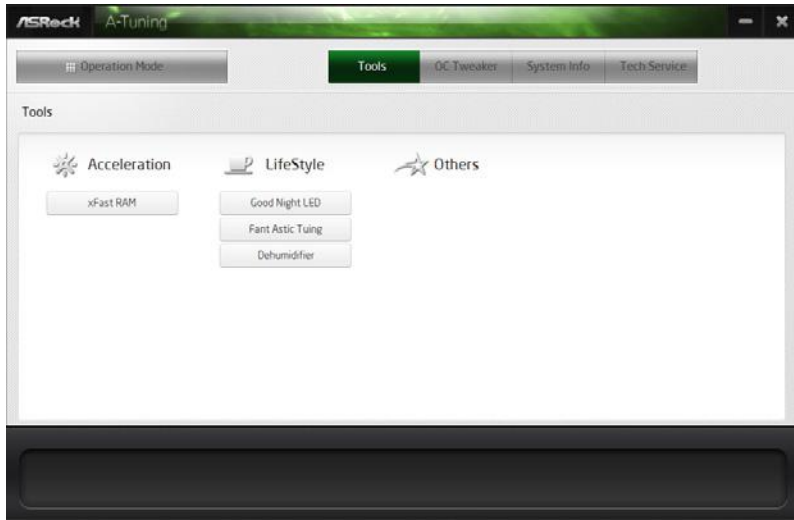 ASRock A-Tuning
Operation Mode
Tools OC Tweaker System Info Tech Service
Tools
Acceleration LifeStyle Others
xFast RAM Good Night LED
Fant Astic Tuing
Dehumidifier